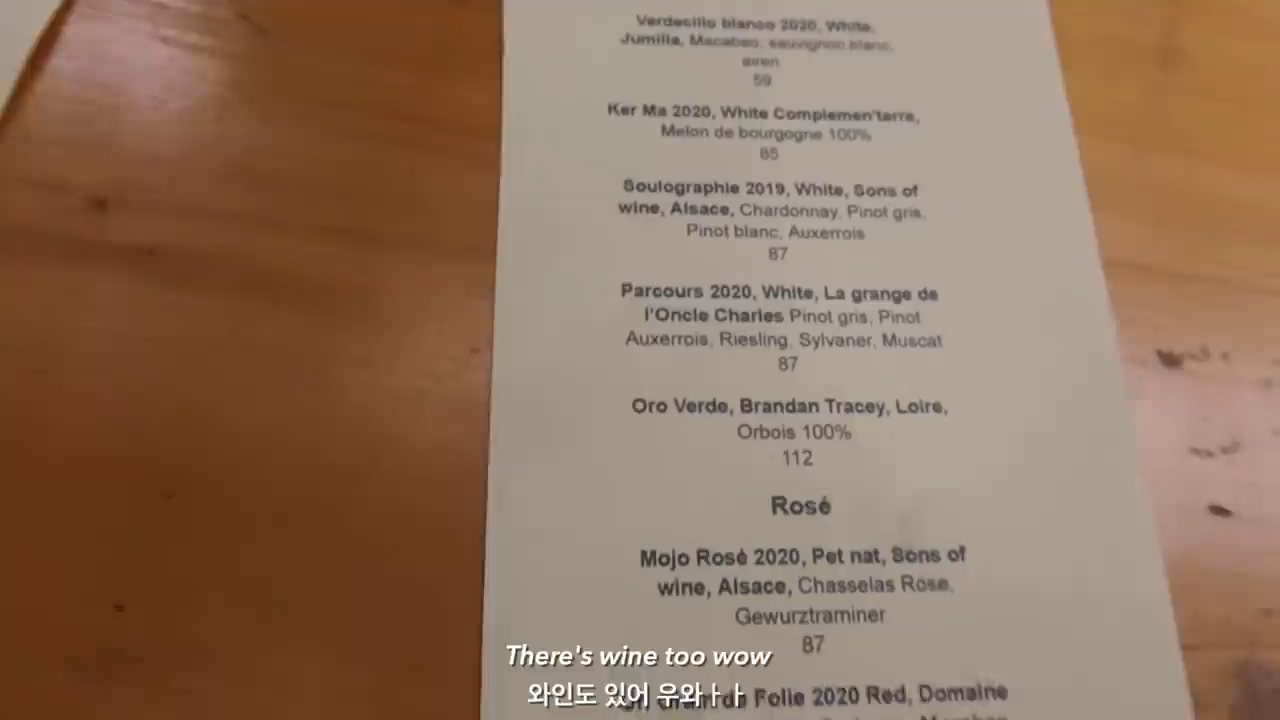 Verdecillo blanco 2020, White,
Jumilla, Macabeo, sauvignon blanc,
airen
59
Ker Ma 2020, White Complemen'terre,
Melon de bourgogne 100%
85
Soulographie 2019, White, Sons of
wine, Alsace, Chardonnay, Pinot gris,
Pinot blanc, Auxerrois
87
Parcours 2020, White, La grange de
l'Oncle Charles Pinot gris, Pinot
Auxerrois, Riesling, Sylvaner, Muscat
87
Oro Verde, Brandan Tracey, Loire,
Orbois 100%
112
Rosé
Mojo Rosé 2020, Pet nat, Sons of
wine, Alsace, Chasselas Rose,
Gewurztraminer
87
There's wine too wow
와인도 있어 우와ㅏㅏ
Folie 2020 Red, Domaine